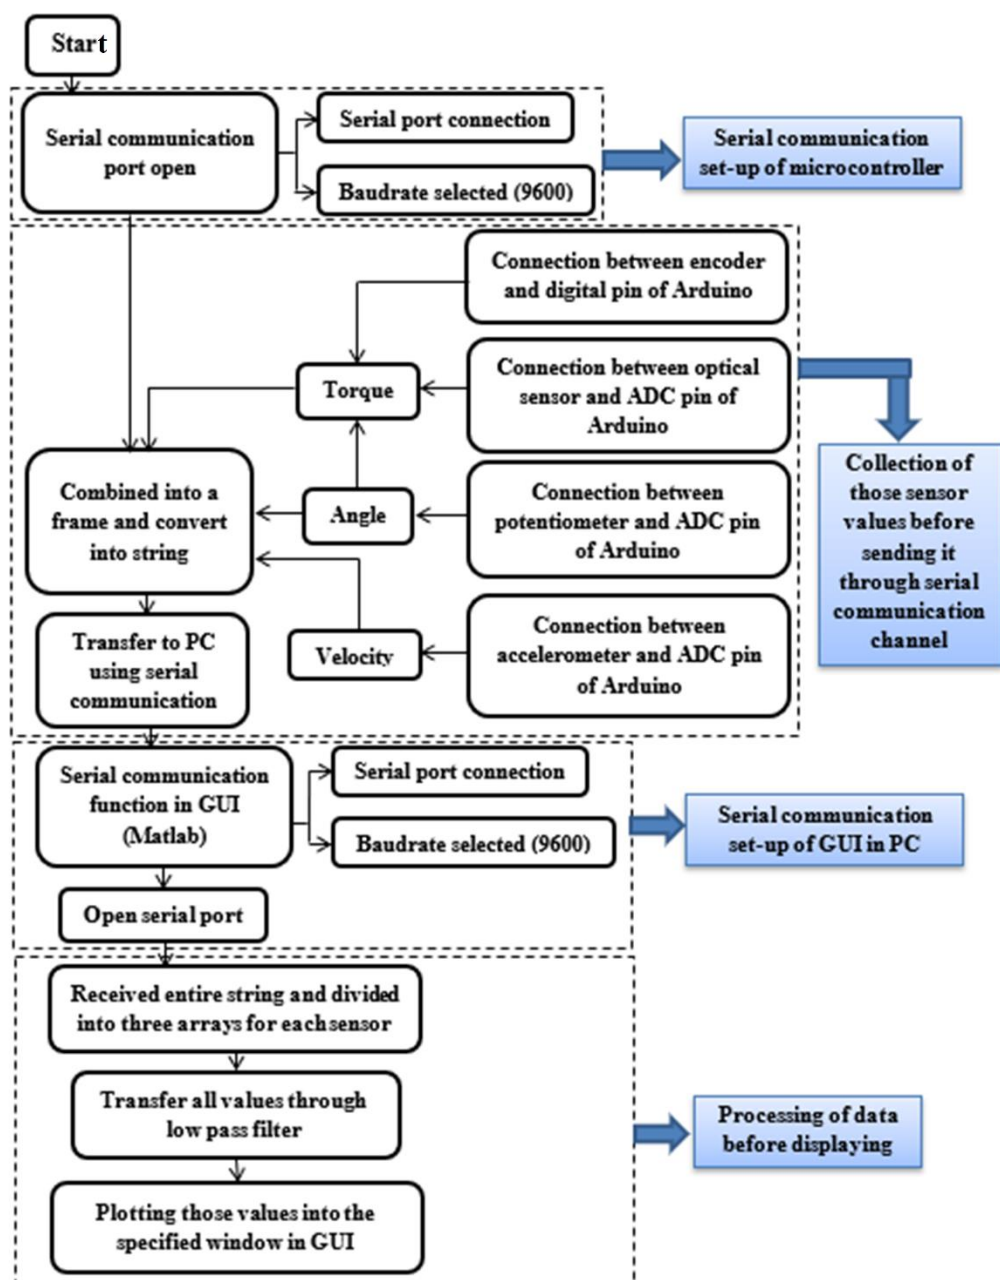 Start
Serial communication
port open
Serial port connection
Baudrate selected (9600)
Serial communication
set-up of microcontroller
Connection between encoder
and digital pin of Arduino
Torque
Connection between optical
sensor and ADC pin of
Arduino
Combined into a
frame and convert
into string
Angle
Connection between
potentiometer and ADC pin
of Arduino
Collection of
those sensor
values before
sending it
through serial
communication
channel
Transfer to PC
using serial
communication
Velocity
Connection between
accelerometer and ADC pin
of Arduino
Serial communication
function in GUI
(Matlab)
Serial port connection
Baudrate selected (9600)
Serial communication
set-up of GUI in PC
Open serial port
Received entire string and divided
into three arrays for eachsensor
Transfer all values through
low pass filter
Processing of data
before displaying
Plotting those values into the
specified window in GUI